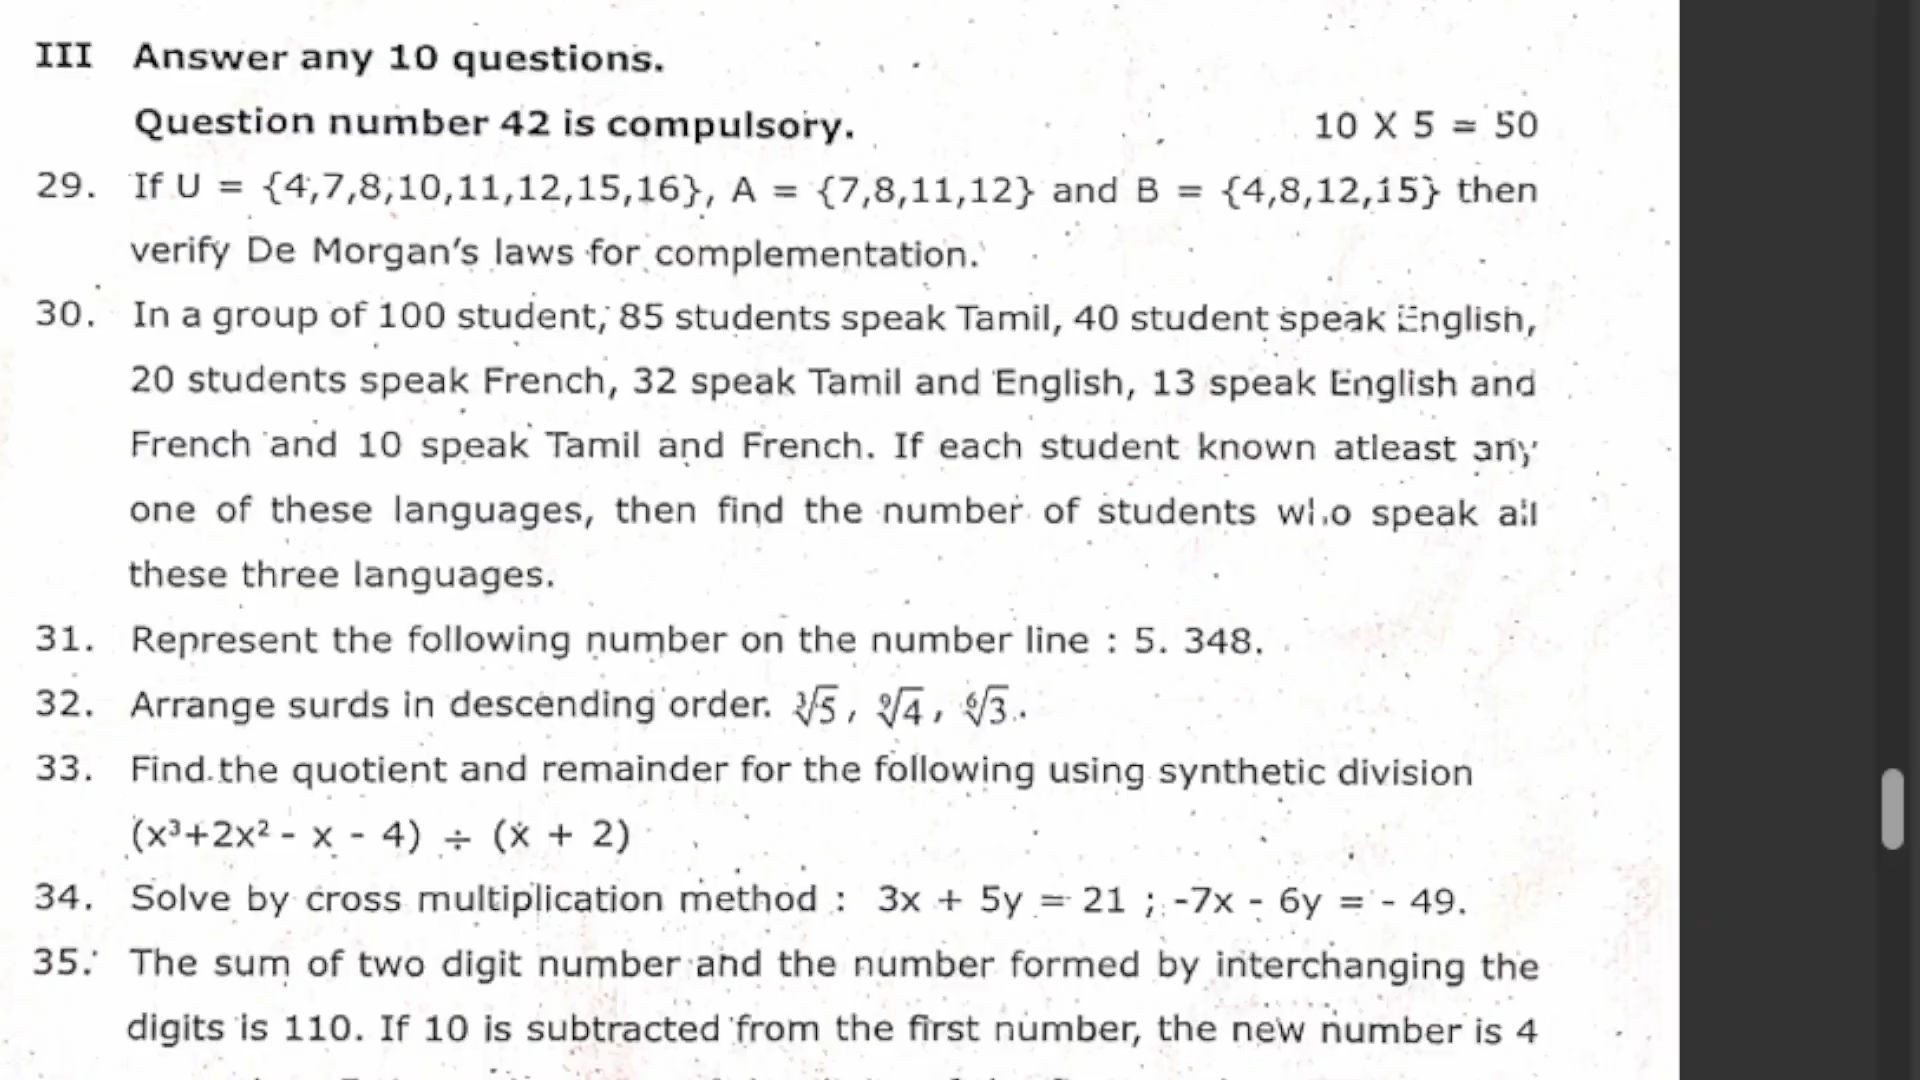 III Answer any 10 questions.
Question number 42 is compulsory. 10 X 5 = 50
29. If U = {4,7,8,10,11,12,15,16}, A = {7,8,11,12} and B = {4,8,12,15} then
verify De Morgan's laws for complementation.
30. In a group of 100 student, 85 students speak Tamil, 40 student speak English,
20 students speak French, 32 speak Tamil and English, 13 speak English and
French and 10 speak Tamil and French. If each student known atleast any
one of these languages, then find the number of students who speak all
these three languages.
31. Represent the following number on the number line : 5. 348.
32. Arrange surds in descending order. ∛5, ⁹√4, ⁶√3.
33. Find the quotient and remainder for the following using synthetic division
(x³+2x² - x - 4) ÷ (x + 2)
34. Solve by cross multiplication method : 3x + 5y = 21 ; -7x - 6y = - 49.
35. The sum of two digit number and the number formed by interchanging the
digits is 110. If 10 is subtracted from the first number, the new number is 4